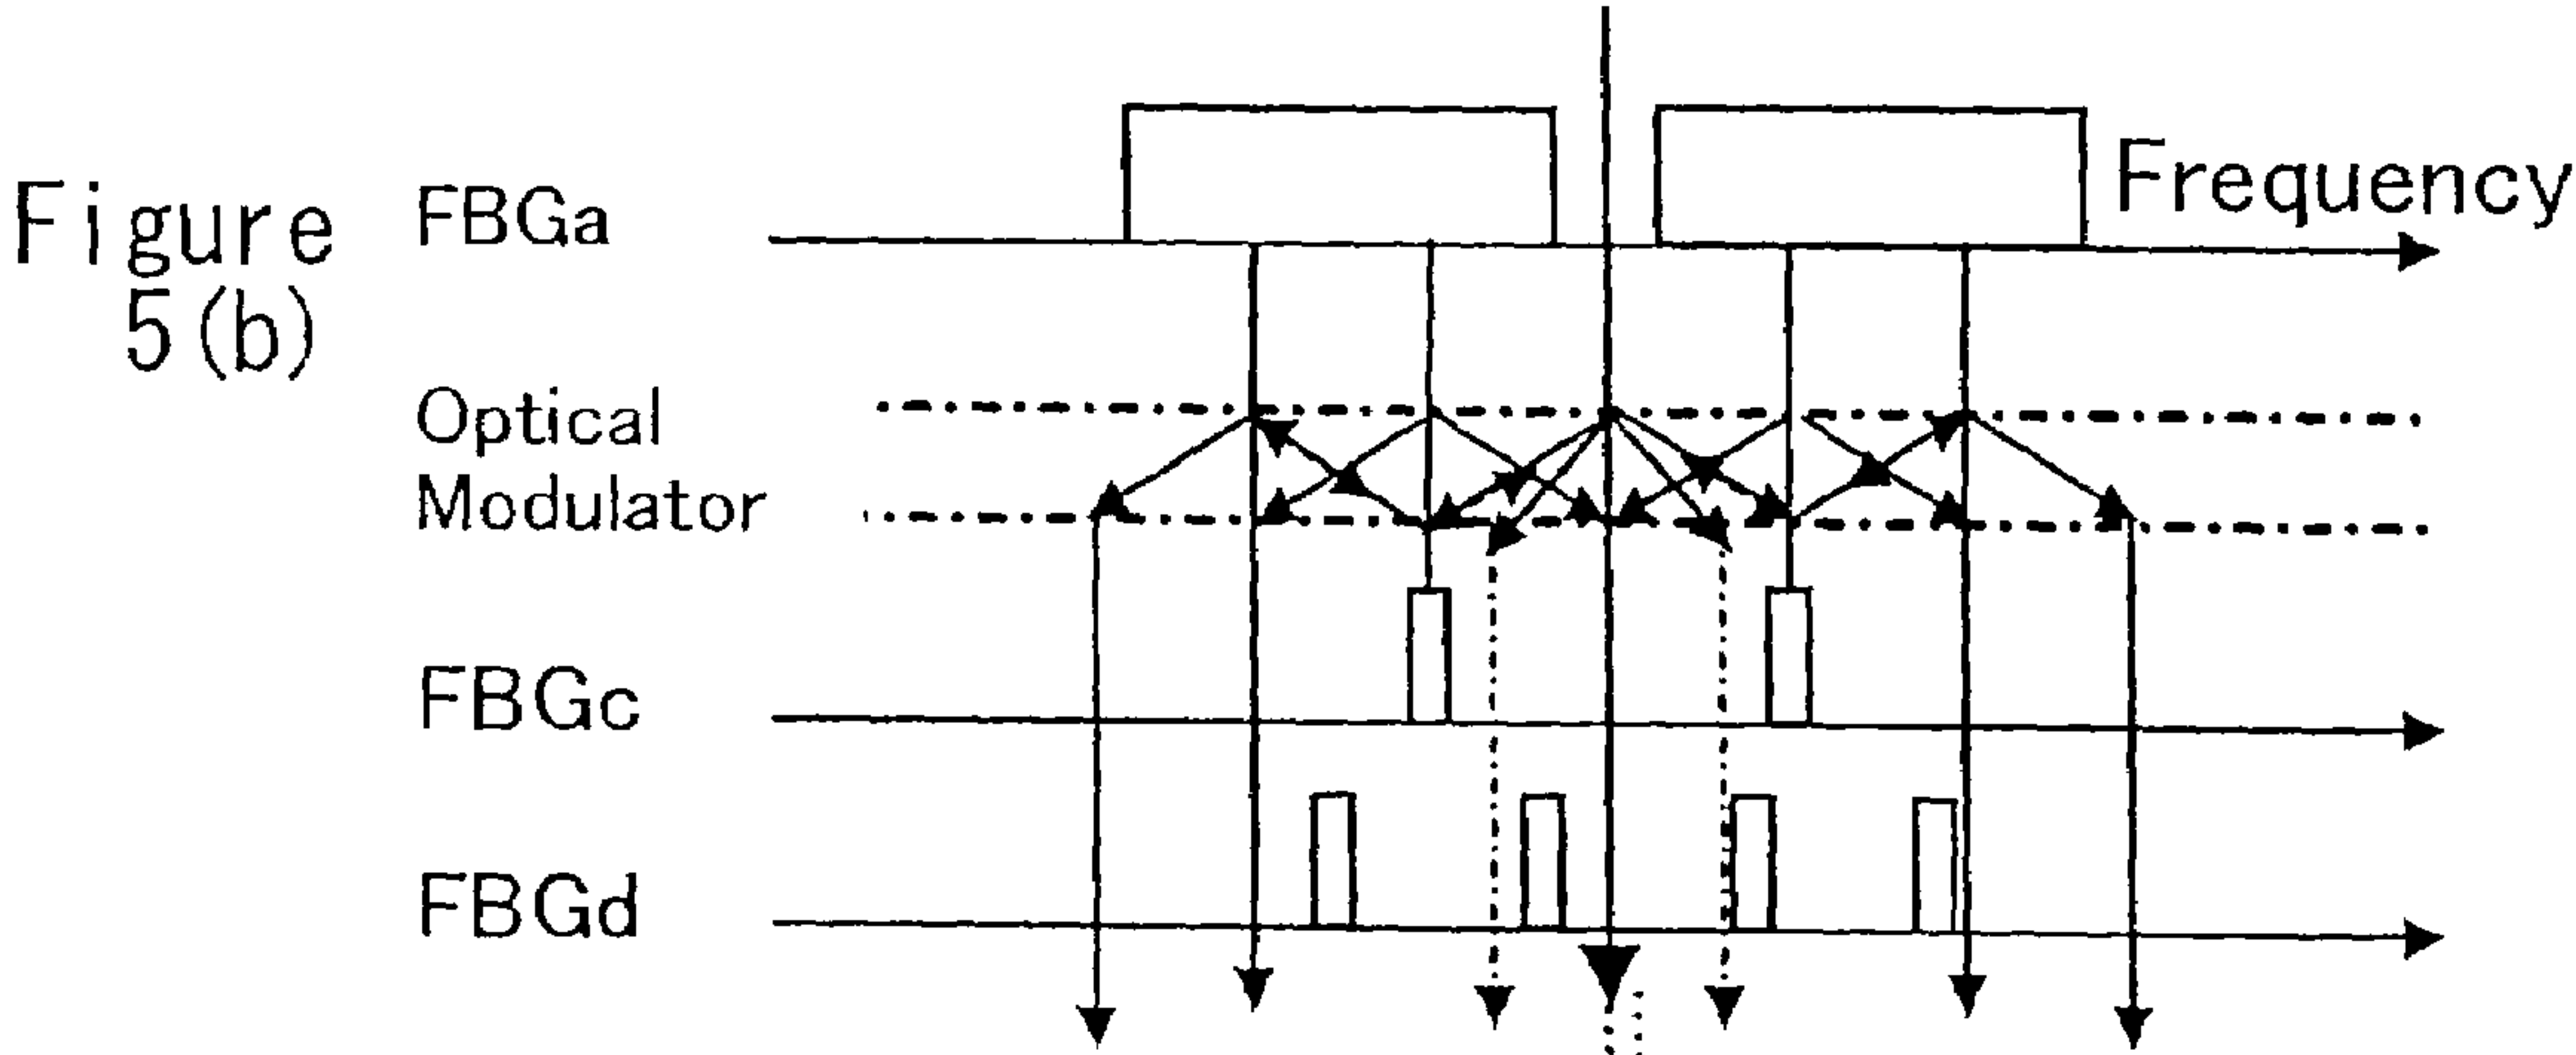 Figure
5(b)
FBGa
Frequency
Optical
Modulator
FBGc
FBGd